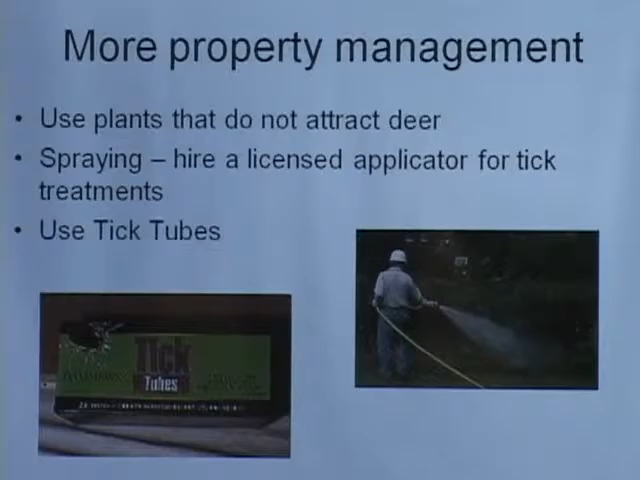 More property management
• Use plants that do not attract deer
• Spraying – hire a licensed applicator for tick
treatments
• Use Tick Tubes
Tick
Tubes